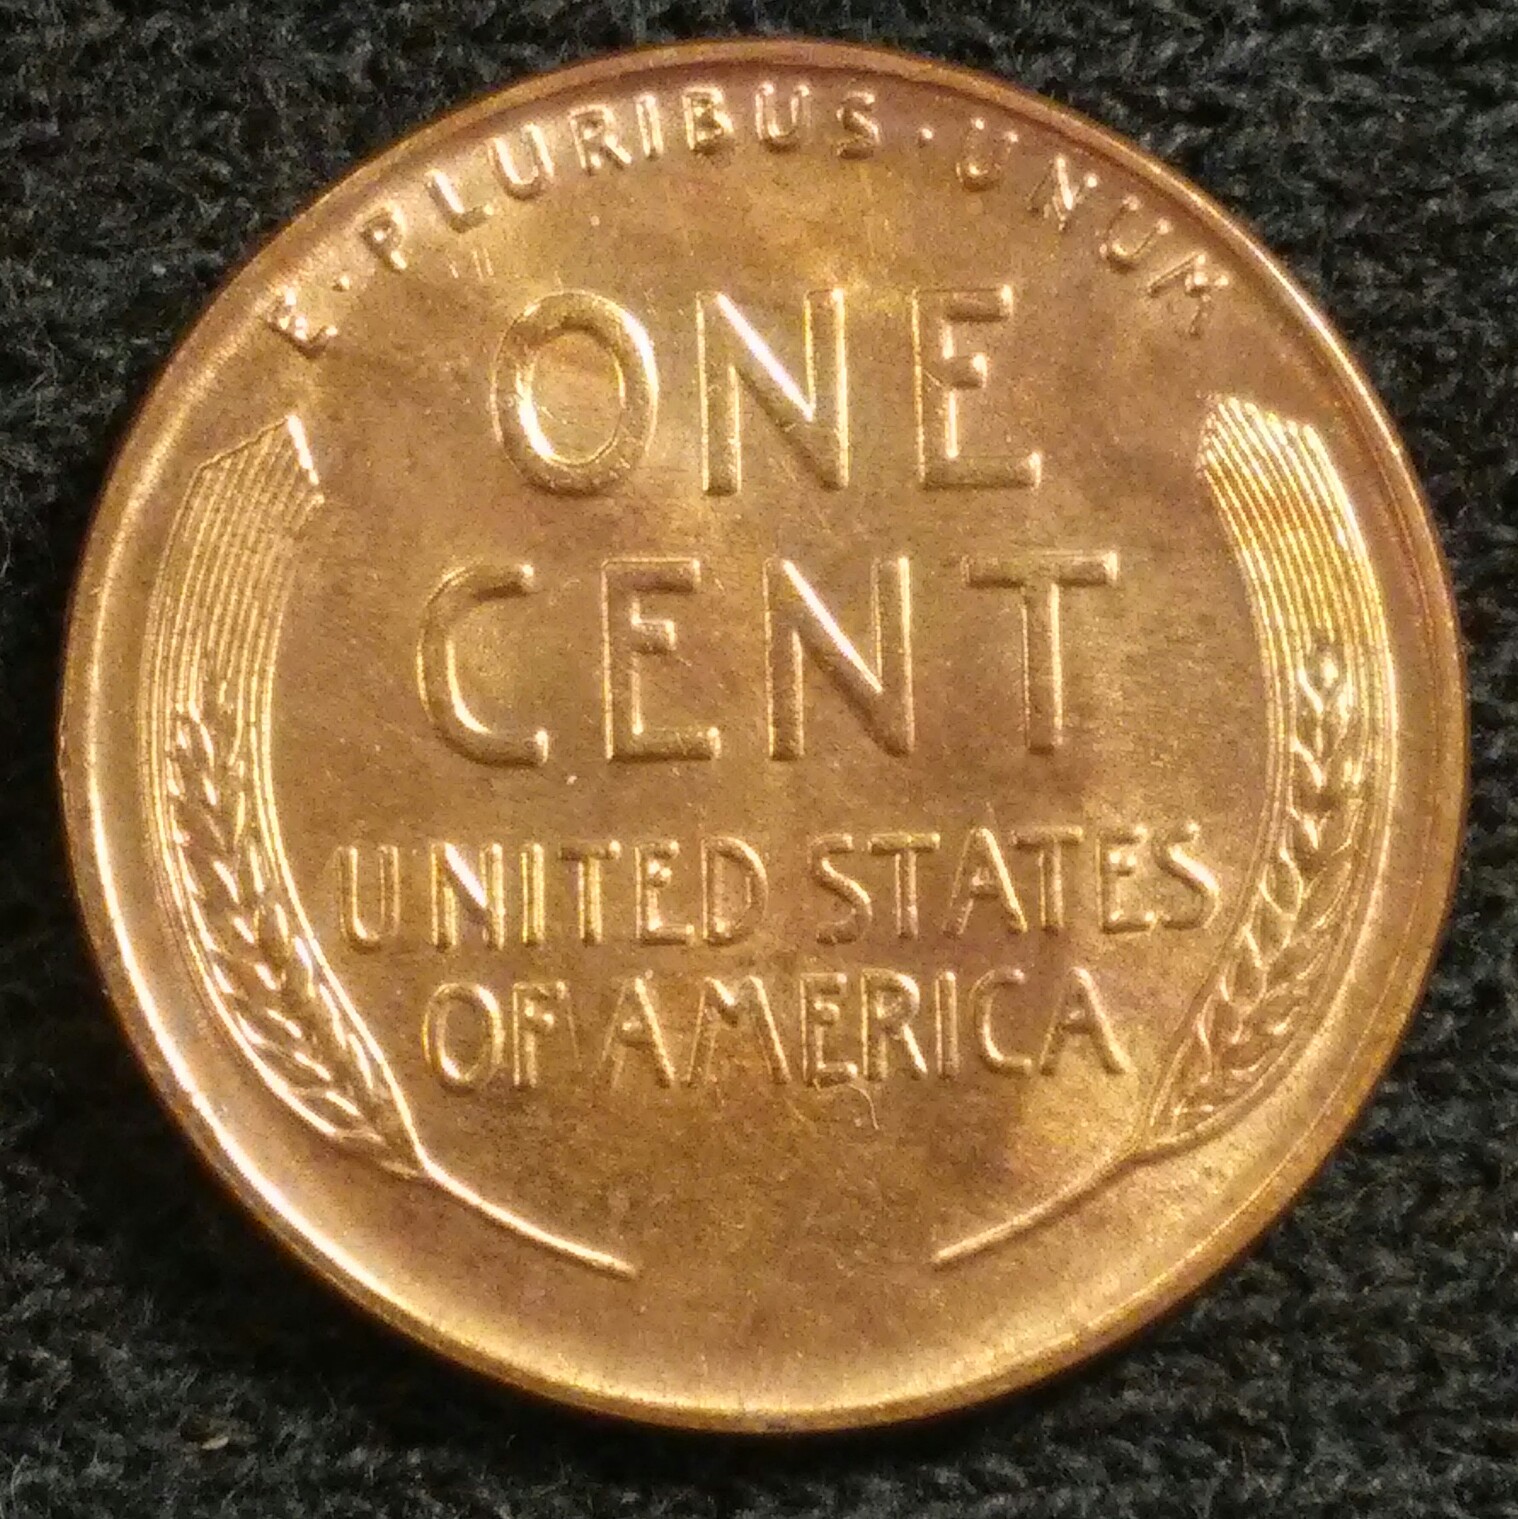 E·PLURIBUS·UNUM
ONE
CENT
UNITED STATES
OF AMERICA